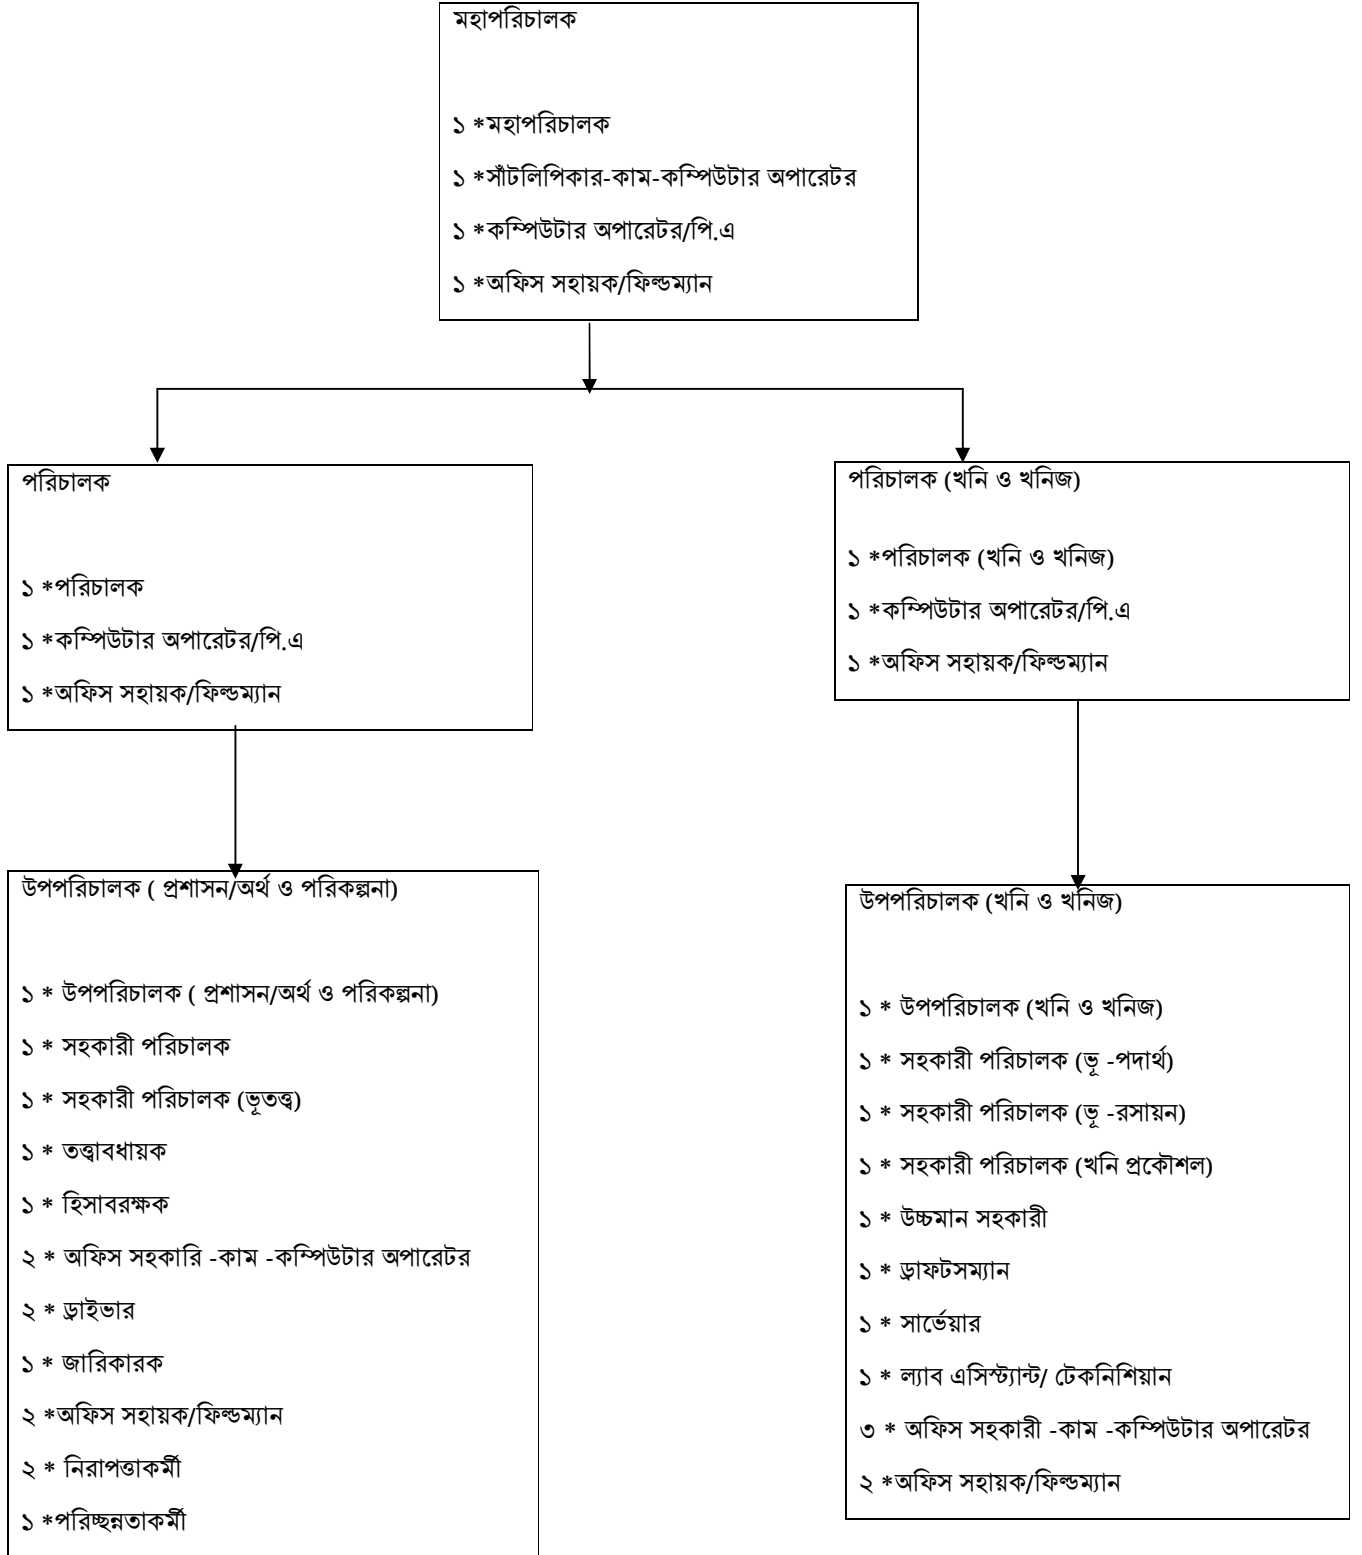 মহাপরিচালক
১ *মহাপরিচালক
১ *সাঁটলিপিকার-কাম-কম্পিউটার অপারেটর
১ *কম্পিউটার অপারেটর/পি.এ
১ *অফিস সহায়ক/ফিল্ডম্যান
পরিচালক
১ *পরিচালক
১ *কম্পিউটার অপারেটর/পি.এ
১ *অফিস সহায়ক/ফিল্ডম্যান
পরিচালক (খনি ও খনিজ)
১ *পরিচালক (খনি ও খনিজ)
১ *কম্পিউটার অপারেটর/পি.এ
১ *অফিস সহায়ক/ফিল্ডম্যান
উপপরিচালক ( প্রশাসন/অর্থ ও পরিকল্পনা)
১ * উপপরিচালক ( প্রশাসন/অর্থ ও পরিকল্পনা)
১ * সহকারী পরিচালক
১ * সহকারী পরিচালক (ভূতত্ত্ব)
১ * তত্ত্বাবধায়ক
১ * হিসাবরক্ষক
২ * অফিস সহকারি -কাম -কম্পিউটার অপারেটর
২ * ড্রাইভার
১ * জারিকারক
২ *অফিস সহায়ক/ফিল্ডম্যান
২ * নিরাপত্তাকর্মী
১ *পরিচ্ছন্নতাকর্মী
উপপরিচালক (খনি ও খনিজ)
১ * উপপরিচালক (খনি ও খনিজ)
১ * সহকারী পরিচালক (ভূ -পদার্থ)
১ * সহকারী পরিচালক (ভূ -রসায়ন)
১ * সহকারী পরিচালক (খনি প্রকৌশল)
১ * উচ্চমান সহকারী
১ * ড্রাফটসম্যান
১ * সার্ভেয়ার
১ * ল্যাব এসিস্ট্যান্ট/ টেকনিশিয়ান
৩ * অফিস সহকারী -কাম -কম্পিউটার অপারেটর
২ *অফিস সহায়ক/ফিল্ডম্যান